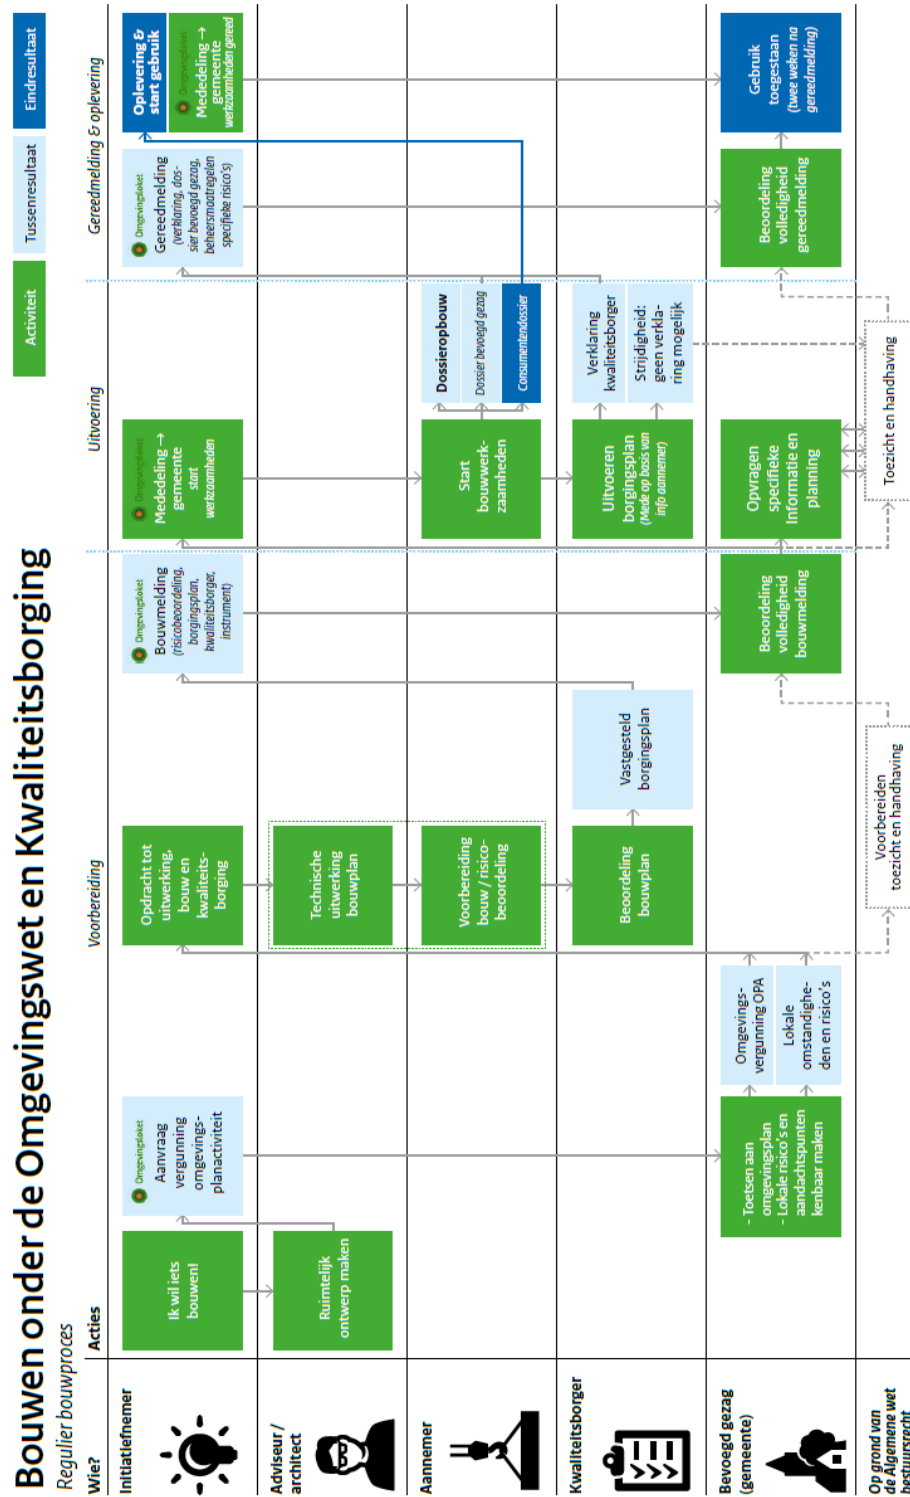 Bouwen onder de Omgevingswet en Kwaliteitsborging
Regulier bouwproces
Activiteit
Tussenresultaat
Eindresultaat
Wie?
Acties
Voorbereiding
Uitvoering
Gereedmelding & oplevering
Initiatiefnemer
Ik wil iets
bouwen!
Omgevingsloket
Aanvraag
vergunning
omgevings-
planactiviteit
Opdracht tot
uitwerking,
bouw en
kwaliteits-
borging
Omgevingsloket
Bouwmelding
(risicobeoordeling,
borgingsplan,
kwaliteitsborger,
instrument)
Omgevingsloket
Mededeling →
gemeente
start
werkzaamheden
Omgevingsloket
Gereedmelding
(verklaring, dos-
sier bevoegd gezag,
beheersmaatregelen
specifieke risico's)
Oplevering &
start gebruik
Omgevingsloket
Mededeling →
gemeente
werkzaamheden gereed
Adviseur /
architect
Ruimtelijk
ontwerp maken
Technische
uitwerking
bouwplan
Aannemer
Voorbereiding
bouw / risico-
beoordeling
Start
bouwwerk-
zaamheden
Dossieropbouw
Dossier bevoegd gezag
Consumentendossier
Kwaliteitsborger
Beoordeling
bouwplan
Vastgesteld
borgingsplan
Uitvoeren
borgingsplan
(Mede op basis van
info aannemer)
Verklaring
kwaliteitsborger
Strijdigheid:
geen verkla-
ring mogelijk
Bevoegd gezag
(gemeente)
- Toetsen aan
omgevingsplan
- Lokale risico's en
aandachtspunten
kenbaar maken
Omgevings-
vergunning OPA
Lokale
omstandighe-
den en risico's
Beoordeling
volledigheid
bouwmelding
Opvragen
specifieke
Informatie en
planning
Beoordeling
volledigheid
gereedmelding
Gebruik
toegestaan
(twee weken na
gereedmelding)
Op grond van
de Algemene wet
bestuursrecht
Voorbereiden
toezicht en handhaving
Toezicht en handhaving